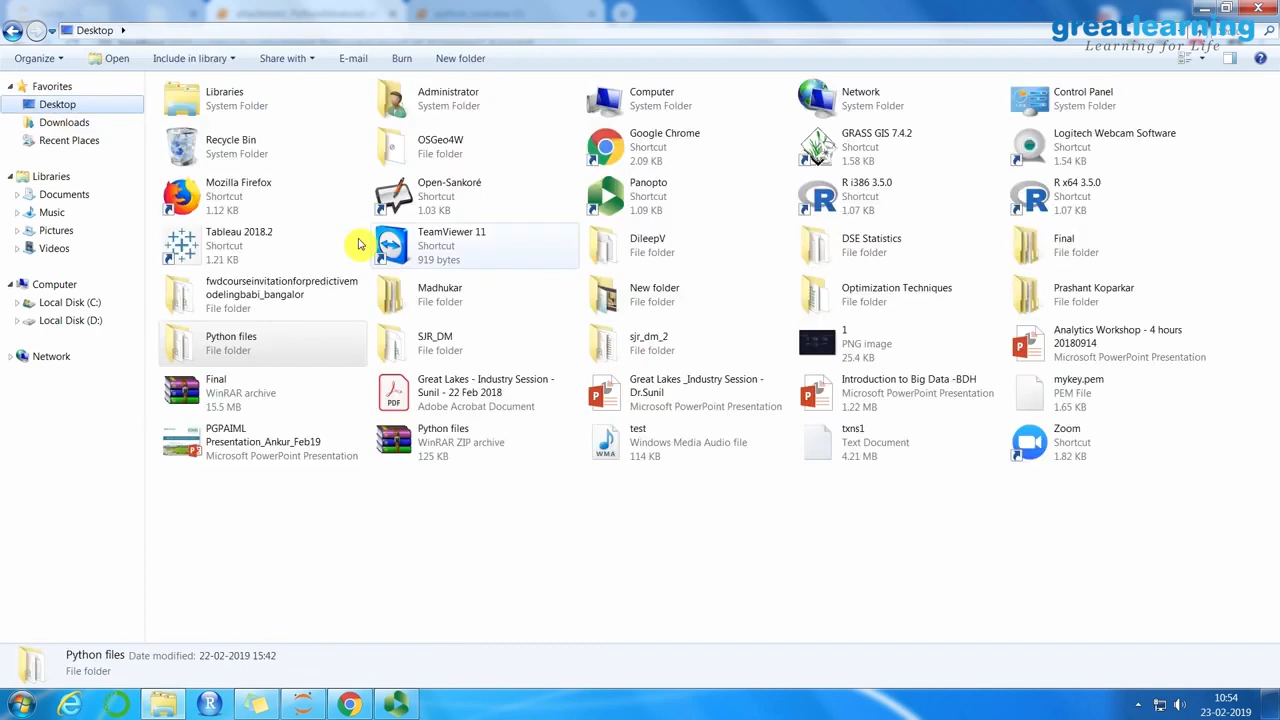 greatlearning
Learning for Life
Desktop
Organize
Open
Include in library
Share with
E-mail
Burn
New folder
Favorites
Desktop
Downloads
Recent Places
Libraries
Documents
Music
Pictures
Videos
Computer
Local Disk (C:)
Local Disk (D:)
Network
Libraries
System Folder
Administrator
System Folder
Computer
System Folder
Network
System Folder
Control Panel
System Folder
Recycle Bin
System Folder
OSGeo4W
File folder
Google Chrome
Shortcut
2.09 KB
GRASS GIS 7.4.2
Shortcut
1.58 KB
Logitech Webcam Software
Shortcut
1.54 KB
Mozilla Firefox
Shortcut
1.12 KB
Open-Sankoré
Shortcut
1.03 KB
Panopto
Shortcut
1.09 KB
R i386 3.5.0
Shortcut
1.07 KB
R x64 3.5.0
Shortcut
1.07 KB
Tableau 2018.2
Shortcut
1.21 KB
TeamViewer 11
Shortcut
919 bytes
DileepV
File folder
DSE Statistics
File folder
Final
File folder
fwdcourseinvitationforpredictivem
odelingbabi_bangalor
File folder
Madhukar
File folder
New folder
File folder
Optimization Techniques
File folder
Prashant Koparkar
File folder
Python files
File folder
SJR_DM
File folder
sjr_dm_2
File folder
1
PNG image
25.4 KB
Analytics Workshop - 4 hours
20180914
Microsoft PowerPoint Presentation
Final
WinRAR archive
15.5 MB
Great Lakes - Industry Session -
Sunil - 22 Feb 2018
Adobe Acrobat Document
Great Lakes _Industry Session -
Dr.Sunil
Microsoft PowerPoint Presentation
Introduction to Big Data -BDH
Microsoft PowerPoint Presentation
1.22 MB
mykey.pem
PEM File
1.65 KB
PGPAIML
Presentation_Ankur_Feb19
Microsoft PowerPoint Presentation
Python files
WinRAR ZIP archive
125 KB
test
Windows Media Audio file
114 KB
txns1
Text Document
4.21 MB
Zoom
Shortcut
1.82 KB
Python files Date modified: 22-02-2019 15:42
File folder
10:54
23-02-2019